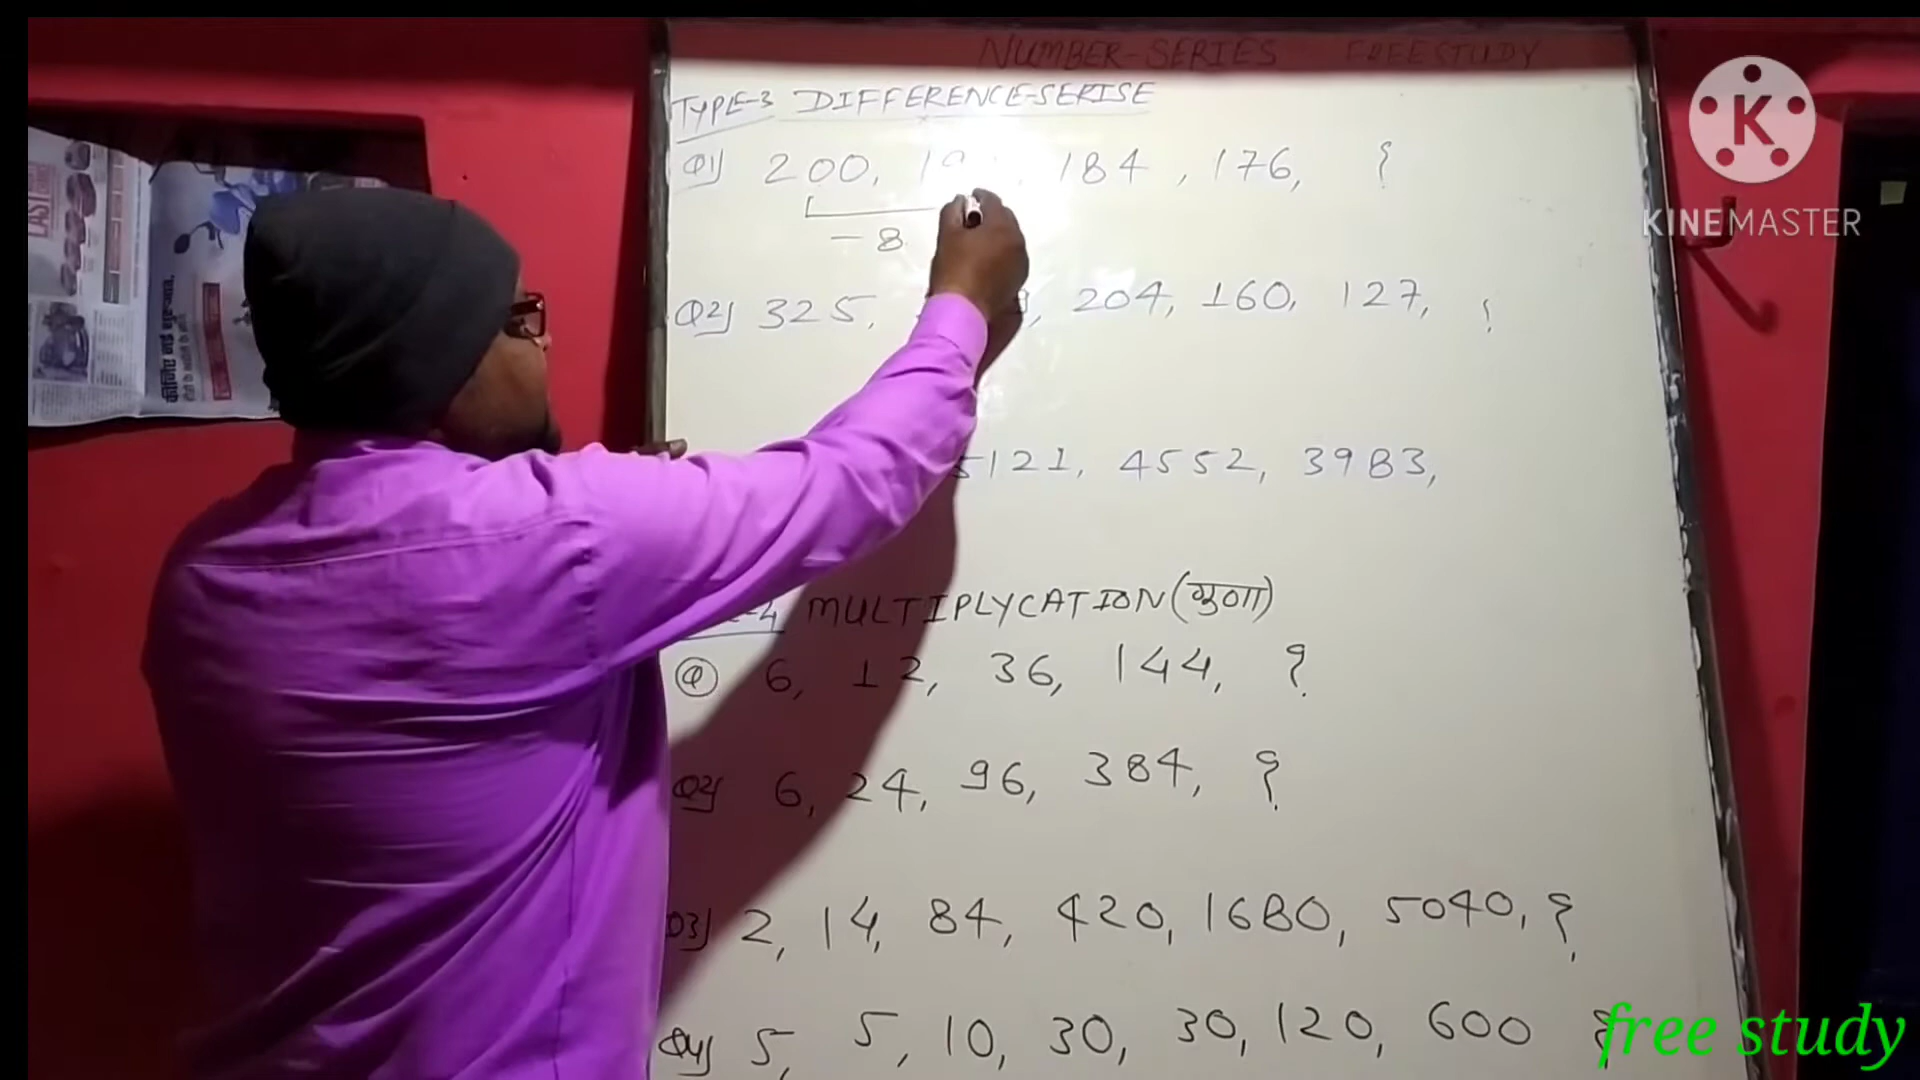 NUMBER-SERIES FREE STUDY
TYPE-3 DIFFERENCE-SERISE
Q1) 200, 19 184, 176, ?
-8
Q2) 325, 204, 160, 127, ?
5121, 4552, 3983,
-4 MULTIPLYCATION (गुणा)
Q 6, 12, 36, 144, ?
Q2) 6, 24, 96, 384, ?
Q3) 2, 14, 84, 420, 1680, 5040, ?
Q4) 5, 5, 10, 30, 30, 120, 600 ?
K
KINEMASTER
free study